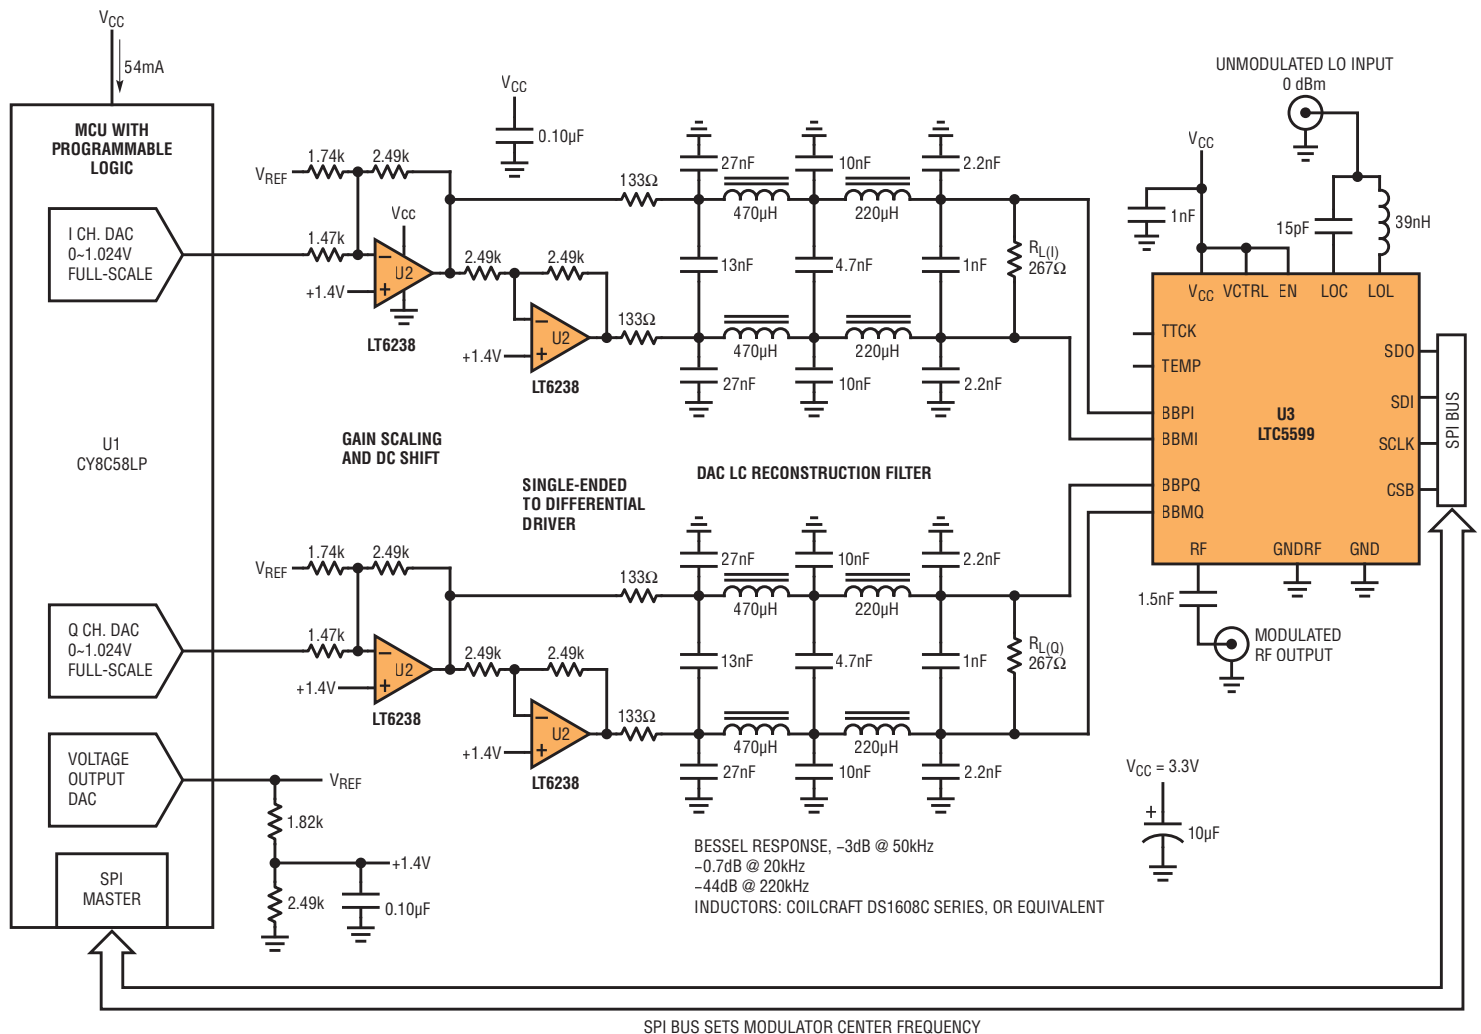 VCC
54mA
MCU WITH
PROGRAMMABLE
LOGIC
I CH. DAC
0~1.024V
FULL-SCALE
U1
CY8C58LP
Q CH. DAC
0~1.024V
FULL-SCALE
VOLTAGE
OUTPUT
DAC
SPI
MASTER
VREF
1.74k
2.49k
1.47k
+1.4V
Vcc
U2
LT6238
VCC
0.10µF
2.49k
2.49k
+1.4V
U2
LT6238
133Ω
133Ω
27nF
10nF
2.2nF
470µH
220µH
13nF
4.7nF
1nF
RL(I)
267Ω
470µH
220µH
27nF
10nF
2.2nF
GAIN SCALING
AND DC SHIFT
SINGLE-ENDED
TO DIFFERENTIAL
DRIVER
DAC LC RECONSTRUCTION FILTER
VREF
1.74k
2.49k
1.47k
+1.4V
U2
LT6238
2.49k
2.49k
+1.4V
U2
LT6238
133Ω
133Ω
27nF
10nF
2.2nF
470µH
220µH
13nF
4.7nF
1nF
RL(Q)
267Ω
470µH
220µH
27nF
10nF
2.2nF
VREF
1.82k
+1.4V
2.49k
0.10µF
BESSEL RESPONSE, –3dB @ 50kHz
–0.7dB @ 20kHz
–44dB @ 220kHz
INDUCTORS: COILCRAFT DS1608C SERIES, OR EQUIVALENT
UNMODULATED LO INPUT
0 dBm
VCC
1nF
15pF
39nH
VCC VCTRL EN LOC LOL
TTCK
TEMP
BBPI
BBMI
BBPQ
BBMQ
U3
LTC5599
SDO
SDI
SCLK
CSB
SPI BUS
RF
GNDRF
GND
1.5nF
MODULATED
RF OUTPUT
VCC = 3.3V
+
10µF
SPI BUS SETS MODULATOR CENTER FREQUENCY